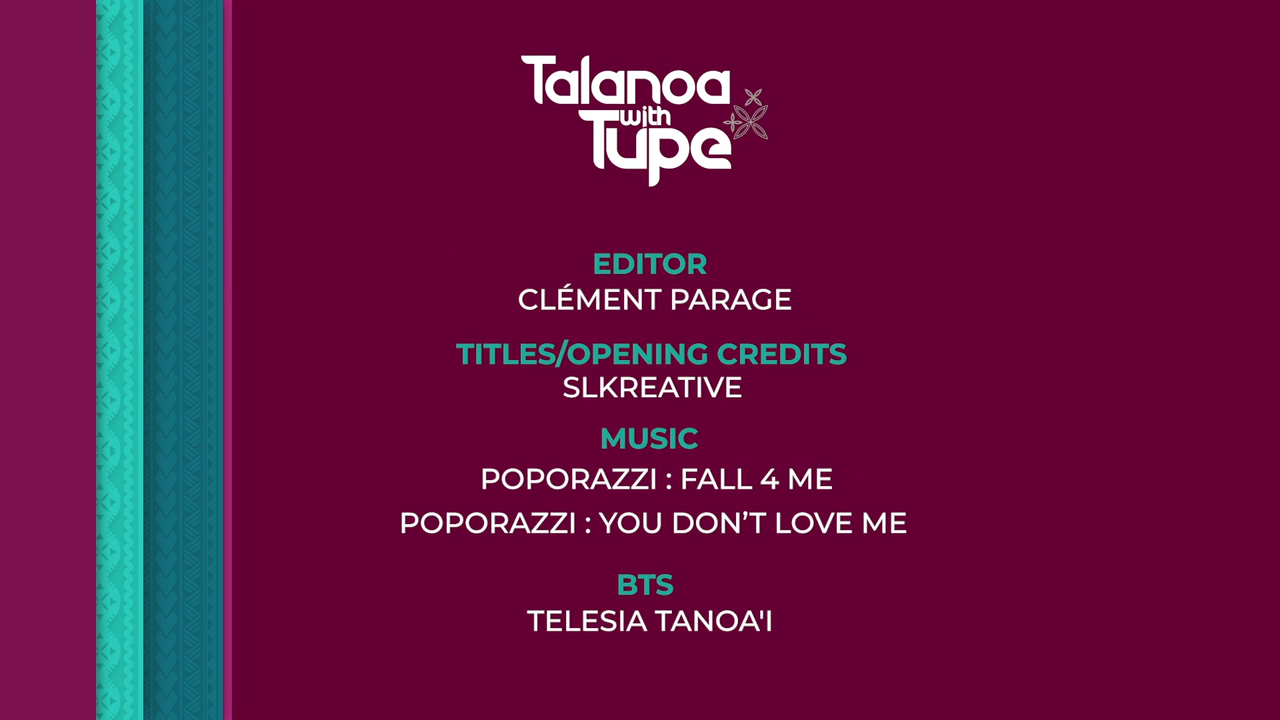 Talanoa
with
Tupe
EDITOR
CLÉMENT PARAGE
TITLES/OPENING CREDITS
SLKREATIVE
MUSIC
POPORAZZI : FALL 4 ME
POPORAZZI : YOU DON’T LOVE ME
BTS
TELESIA TANOA'I